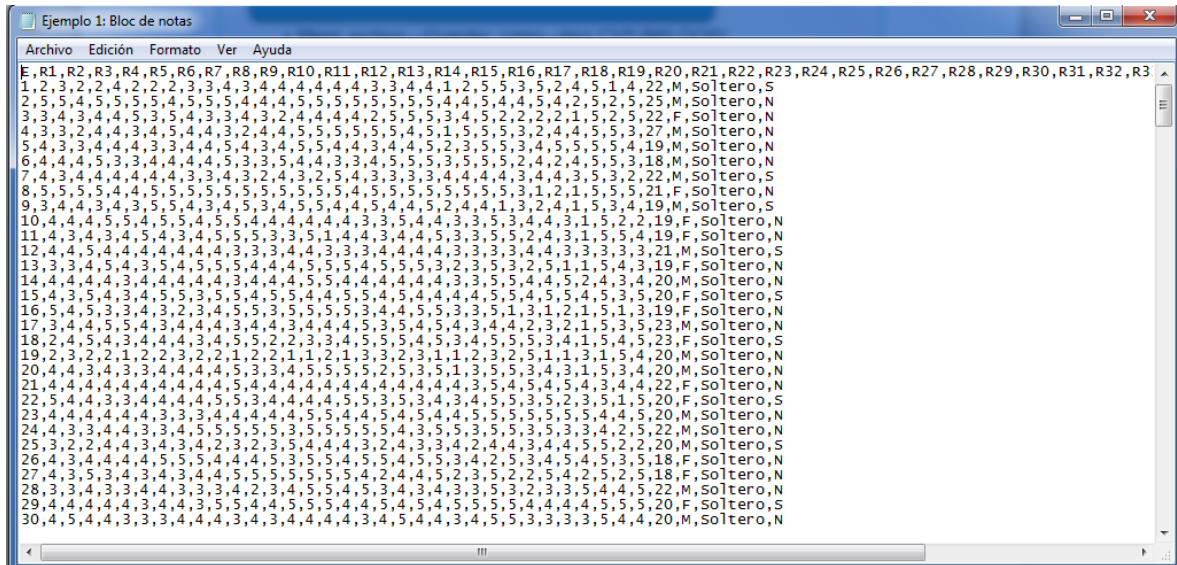 Ejemplo 1: Bloc de notas
Archivo Edición Formato Ver Ayuda
E,R1,R2,R3,R4,R5,R6,R7,R8,R9,R10,R11,R12,R13,R14,R15,R16,R17,R18,R19,R20,R21,R22,R23,R24,R25,R26,R27,R28,R29,R30,R31,R32,R3
1,2,3,2,2,4,2,2,2,3,3,4,3,4,4,4,4,4,4,3,3,4,4,1,2,5,5,3,5,2,4,5,1,4,22,M,Soltero,S
2,5,5,4,5,5,5,5,4,5,5,5,4,4,5,5,5,5,5,5,5,5,5,4,4,5,4,4,5,4,2,5,2,5,25,M,Soltero,N
3,3,4,3,4,4,5,3,5,4,3,3,4,3,2,4,4,4,4,2,5,5,5,3,4,5,2,2,2,2,1,5,2,5,22,F,Soltero,N
4,3,3,2,4,4,3,4,5,4,4,3,2,4,4,5,5,5,5,5,5,4,5,1,5,5,5,3,2,4,4,5,5,3,27,M,Soltero,N
5,4,3,3,4,4,4,3,3,4,4,5,4,3,4,4,5,4,3,4,4,5,2,3,5,5,3,4,5,5,5,5,5,4,19,M,Soltero,N
6,4,4,4,5,3,3,4,4,4,4,5,3,3,5,4,4,3,3,4,5,5,5,3,5,5,5,2,4,2,4,5,5,3,18,M,Soltero,N
7,4,3,4,4,4,4,4,4,3,3,4,3,2,4,3,2,5,4,3,3,3,3,4,4,4,4,3,4,4,3,5,3,2,22,M,Soltero,S
8,5,5,5,5,4,4,5,5,5,5,5,5,5,3,5,5,4,5,5,5,5,5,5,5,5,4,5,3,1,2,1,5,5,5,21,F,Soltero,N
9,3,4,4,3,4,3,5,5,4,3,4,5,3,4,5,5,4,4,5,4,4,5,2,4,4,1,3,2,4,1,5,3,4,19,M,Soltero,S
10,4,4,4,5,5,4,5,5,4,5,5,4,4,4,4,4,4,4,3,3,5,4,4,3,3,5,3,4,4,3,1,5,2,2,19,F,Soltero,N
11,4,3,4,3,4,5,4,3,4,5,5,5,3,3,5,1,4,4,3,4,4,5,3,3,5,5,2,4,3,1,5,5,4,19,F,Soltero,N
12,4,4,5,4,4,4,4,4,4,4,3,3,3,4,4,3,3,3,4,4,4,4,3,3,3,3,4,4,3,3,3,3,3,21,M,Soltero,S
13,3,3,4,5,4,3,5,4,5,5,5,4,4,4,5,5,5,4,5,5,5,3,2,3,5,3,2,5,1,1,5,4,3,19,F,Soltero,N
14,4,4,4,4,4,3,4,4,4,4,4,3,4,4,5,5,4,4,4,4,4,4,3,5,5,4,4,5,2,4,3,4,20,M,Soltero,N
15,4,3,5,4,3,4,5,5,3,5,5,4,5,5,4,4,5,5,4,5,4,4,4,4,4,5,5,4,5,5,4,5,3,5,20,F,Soltero,S
16,5,4,5,3,3,4,3,2,3,4,5,5,3,5,5,5,5,3,4,4,5,3,4,3,3,5,1,3,1,2,1,5,1,3,19,F,Soltero,N
17,3,4,4,5,5,4,3,4,4,4,3,4,4,3,4,4,4,5,3,5,4,5,4,3,4,4,2,3,2,1,5,3,5,23,M,Soltero,N
18,2,4,5,4,3,4,4,4,3,4,5,5,2,2,3,3,4,5,5,4,5,3,4,5,5,5,3,4,1,5,4,5,23,F,Soltero,S
19,2,3,2,2,1,2,2,3,2,2,1,2,2,1,1,2,1,3,3,2,3,1,1,2,3,2,5,1,1,3,1,5,4,20,M,Soltero,N
20,4,4,3,4,3,3,4,4,4,4,5,3,3,4,5,5,5,5,2,5,3,5,1,3,5,5,3,4,3,1,5,3,4,20,M,Soltero,N
21,4,4,4,4,4,4,4,4,4,5,4,4,4,4,4,4,4,4,4,4,4,4,3,5,4,5,4,4,5,4,3,4,4,22,F,Soltero,N
22,5,4,4,3,3,3,4,4,4,4,5,5,5,4,4,4,5,5,3,5,3,4,5,5,3,5,2,3,5,1,5,20,F,Soltero,S
23,4,4,4,4,4,4,3,3,3,4,4,4,4,4,5,5,4,4,5,4,5,3,4,5,4,5,5,5,5,5,4,4,5,20,M,Soltero,N
24,4,3,3,4,4,3,3,4,5,5,5,5,5,4,4,4,5,5,4,3,5,5,3,5,5,5,3,5,3,3,4,2,5,22,M,Soltero,N
25,3,2,2,4,4,3,4,3,4,2,3,2,3,5,4,4,4,3,2,4,3,3,4,2,4,4,3,4,4,5,5,2,2,20,M,Soltero,S
26,4,3,4,4,4,5,5,5,4,4,4,5,3,5,5,4,5,5,4,5,5,5,3,4,2,5,3,4,5,4,5,3,5,18,F,Soltero,N
27,4,3,5,3,4,3,4,3,4,4,5,5,5,5,5,5,5,4,2,4,4,5,2,3,5,2,2,5,4,2,5,2,5,18,F,Soltero,N
28,3,3,4,3,3,4,4,3,3,3,4,2,3,4,5,5,4,5,3,4,3,4,3,3,5,3,2,3,3,5,4,4,5,22,M,Soltero,N
29,4,4,4,4,4,3,4,4,3,5,5,4,4,5,5,5,4,4,5,4,5,4,5,5,5,5,4,4,4,4,5,5,5,20,F,Soltero,S
30,4,5,4,4,3,3,3,4,4,4,3,4,3,4,4,4,4,4,3,4,5,4,4,3,4,5,5,3,3,3,3,5,4,4,20,M,Soltero,N